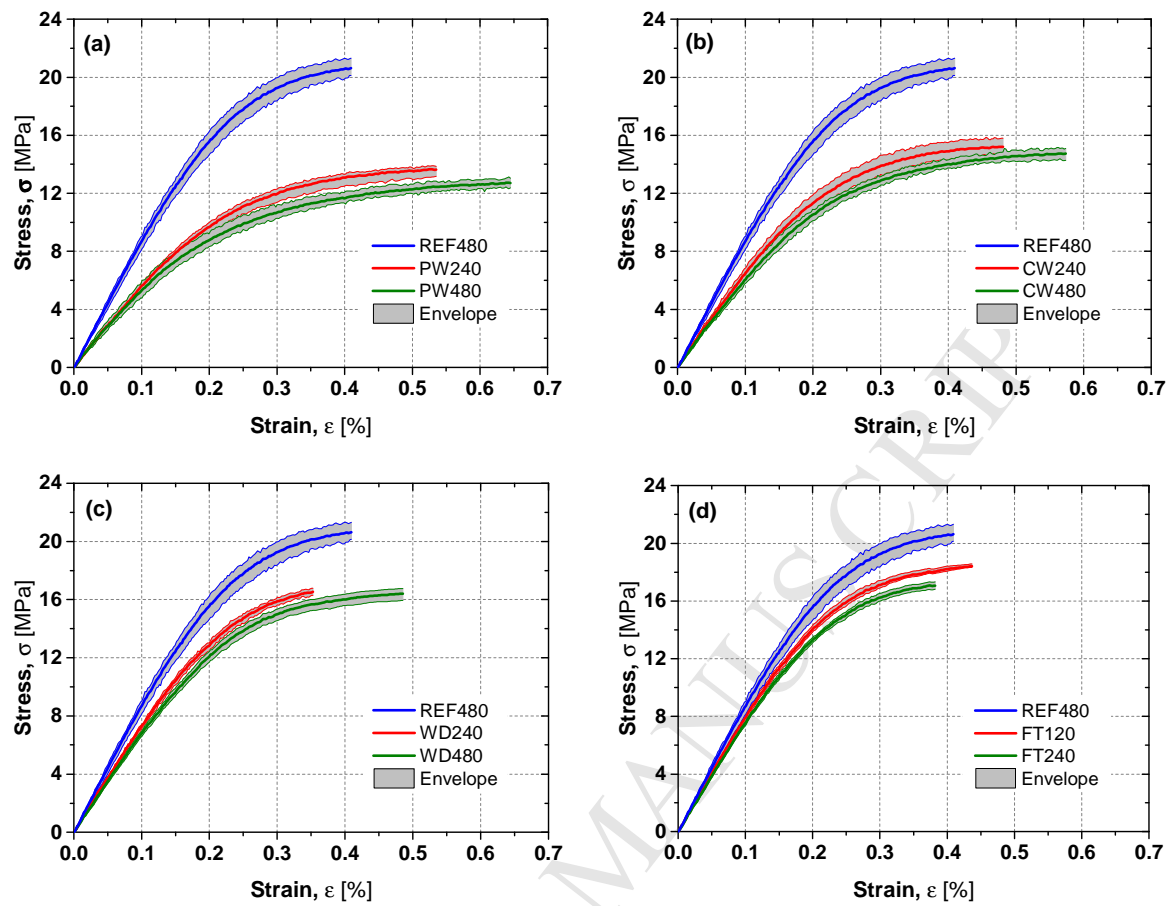 24
20
16
12
8
4
0
Stress, σ [MPa]
(a)
REF480
PW240
PW480
Envelope
0.0 0.1 0.2 0.3 0.4 0.5 0.6 0.7
Strain, ε [%]
24
20
16
12
8
4
0
Stress, σ [MPa]
(b)
REF480
CW240
CW480
Envelope
0.0 0.1 0.2 0.3 0.4 0.5 0.6 0.7
Strain, ε [%]
24
20
16
12
8
4
0
Stress, σ [MPa]
(c)
REF480
WD240
WD480
Envelope
0.0 0.1 0.2 0.3 0.4 0.5 0.6 0.7
Strain, ε [%]
24
20
16
12
8
4
0
Stress, σ [MPa]
(d)
REF480
FT120
FT240
Envelope
0.0 0.1 0.2 0.3 0.4 0.5 0.6 0.7
Strain, ε [%]
MANUSCRIP